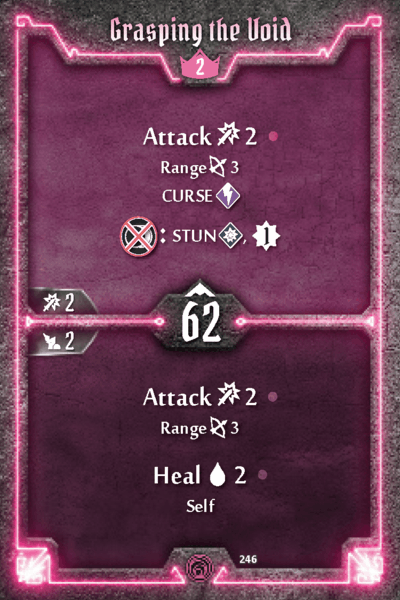 Grasping the Void
2
Attack 2
Range 3
CURSE
: STUN, 1
2
62
2
Attack 2
Range 3
Heal 2
Self
246